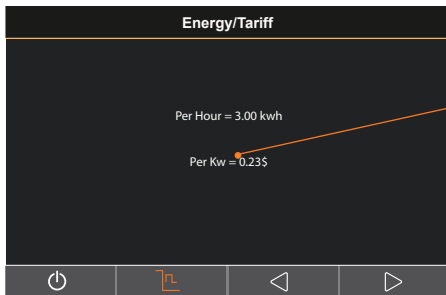 Energy/Tariff
Per Hour = 3.00 kwh
Per Kw = 0.23$